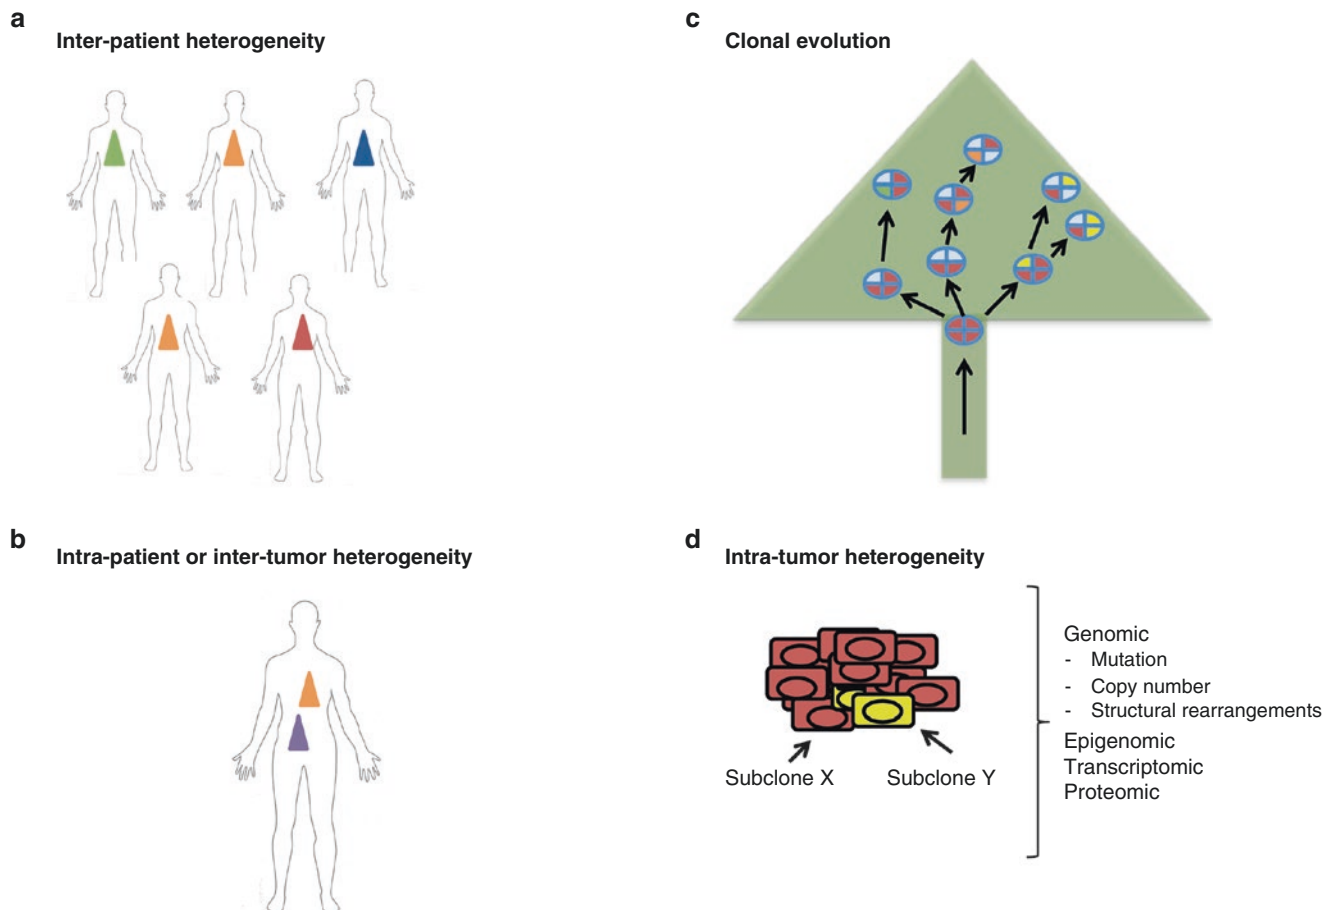 a
Inter-patient heterogeneity
b
Intra-patient or inter-tumor heterogeneity
c
Clonal evolution
d
Intra-tumor heterogeneity
Subclone X
Subclone Y
Genomic
- Mutation
- Copy number
- Structural rearrangements
Epigenomic
Transcriptomic
Proteomic